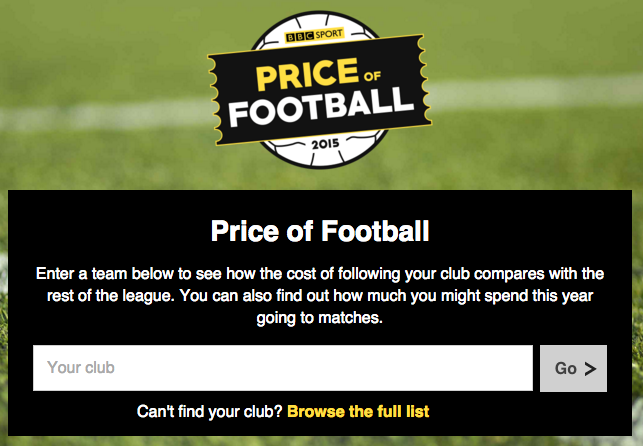 BBC SPORT
PRICE OF
FOOTBALL
2015
Price of Football
Enter a team below to see how the cost of following your club compares with the
rest of the league. You can also find out how much you might spend this year
going to matches.
Your club
Go >
Can't find your club? Browse the full list